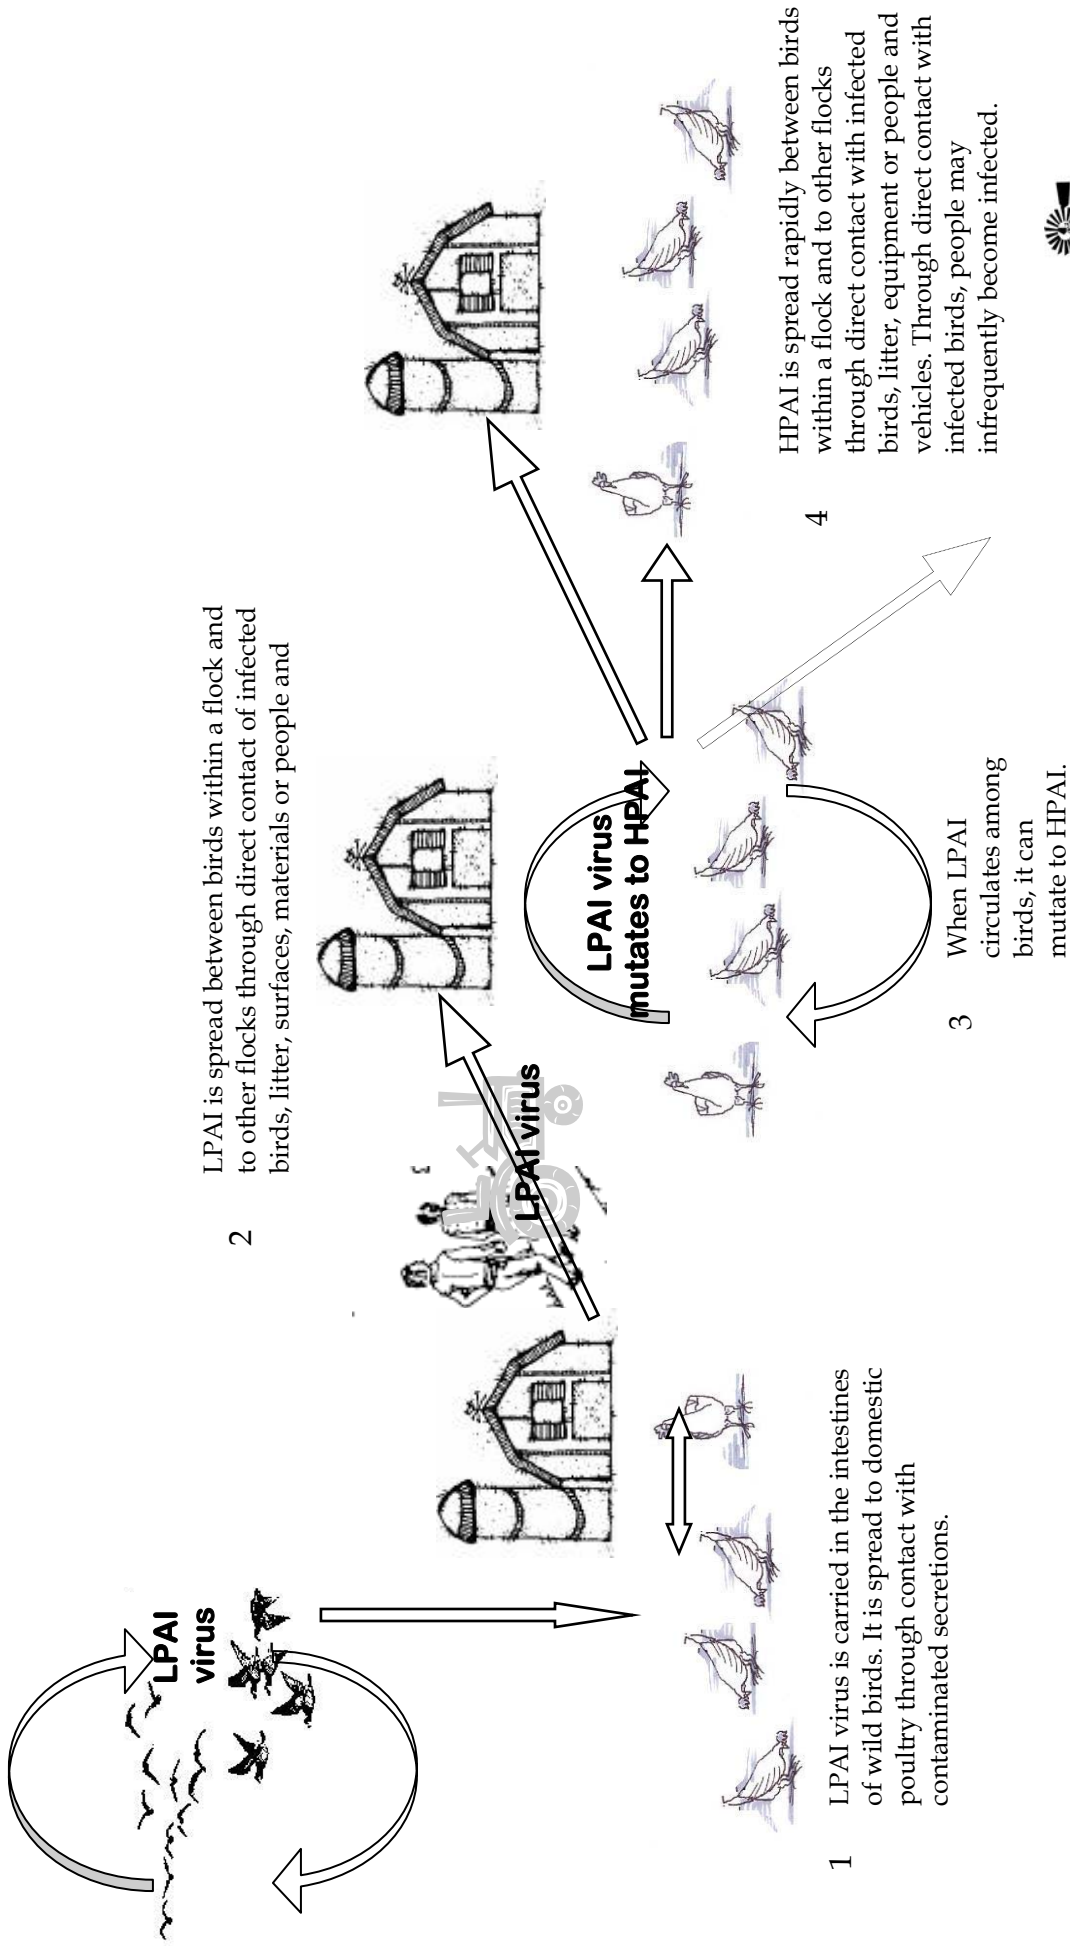 LPAI
virus
1
LPAI virus is carried in the intestines
of wild birds. It is spread to domestic
poultry through contact with
contaminated secretions.
LPAI virus
2
LPAI is spread between birds within a flock and
to other flocks through direct contact of infected
birds, litter, surfaces, materials or people and
LPAI virus
mutates to HPAI
3
When LPAI
circulates among
birds, it can
mutate to HPAI.
4
HPAI is spread rapidly between birds
within a flock and to other flocks
through direct contact with infected
birds, litter, equipment or people and
vehicles. Through direct contact with
infected birds, people may
infrequently become infected.